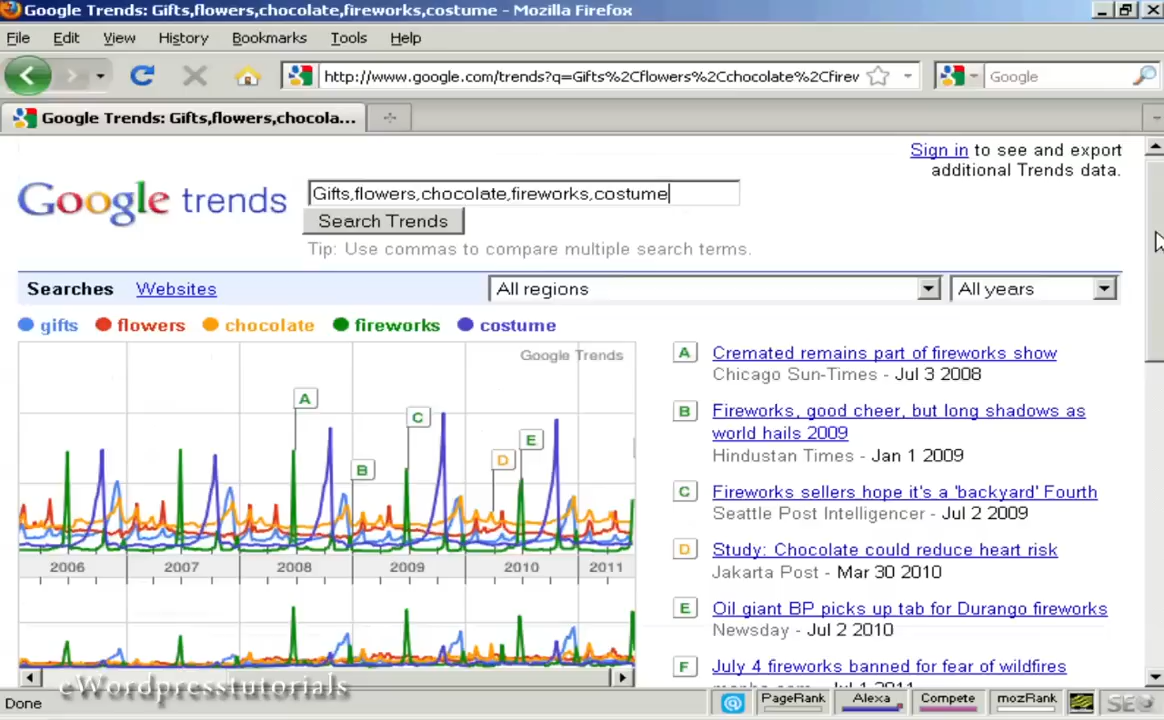 Google Trends: Gifts,flowers,chocolate,fireworks,costume - Mozilla Firefox
File Edit View History Bookmarks Tools Help
http://www.google.com/trends?q=Gifts%2Cflowers%2Cchocolate%2Cfirev
Google
Google Trends: Gifts,flowers,chocola...
Sign in to see and export
additional Trends data.
Google trends
Gifts,flowers,chocolate,fireworks,costume
Search Trends
Tip: Use commas to compare multiple search terms.
Searches Websites All regions All years
gifts flowers chocolate fireworks costume
Google Trends
A
B
C
D
E
2006 2007 2008 2009 2010 2011
A Cremated remains part of fireworks show
Chicago Sun-Times - Jul 3 2008
B Fireworks, good cheer, but long shadows as
world hails 2009
Hindustan Times - Jan 1 2009
C Fireworks sellers hope it's a 'backyard' Fourth
Seattle Post Intelligencer - Jul 2 2009
D Study: Chocolate could reduce heart risk
Jakarta Post - Mar 30 2010
E Oil giant BP picks up tab for Durango fireworks
Newsday - Jul 2 2010
F July 4 fireworks banned for fear of wildfires
eWordpresstutorials
Done
PageRank Alexa Compete mozRank SEO